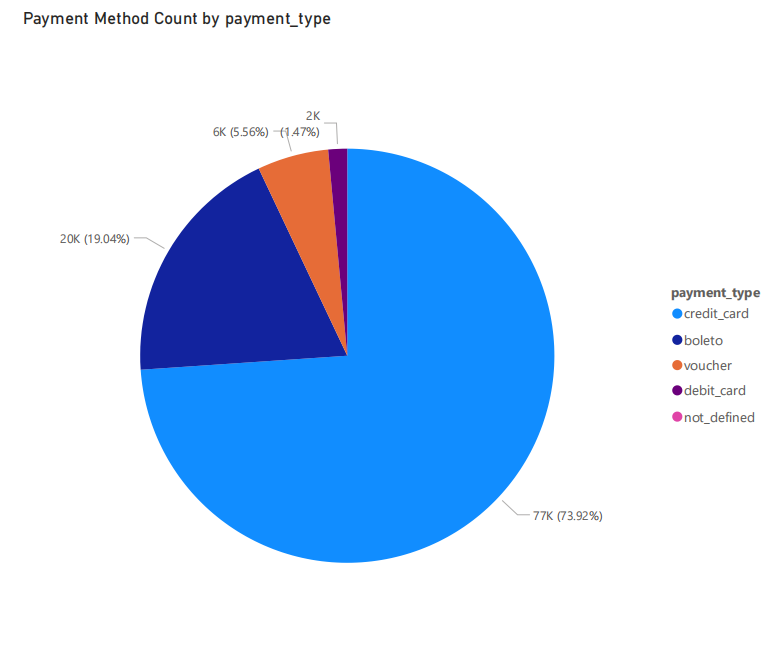 Payment Method Count by payment_type
2K
(1.47%)
6K (5.56%)
20K (19.04%)
77K (73.92%)
payment_type
credit_card
boleto
voucher
debit_card
not_defined